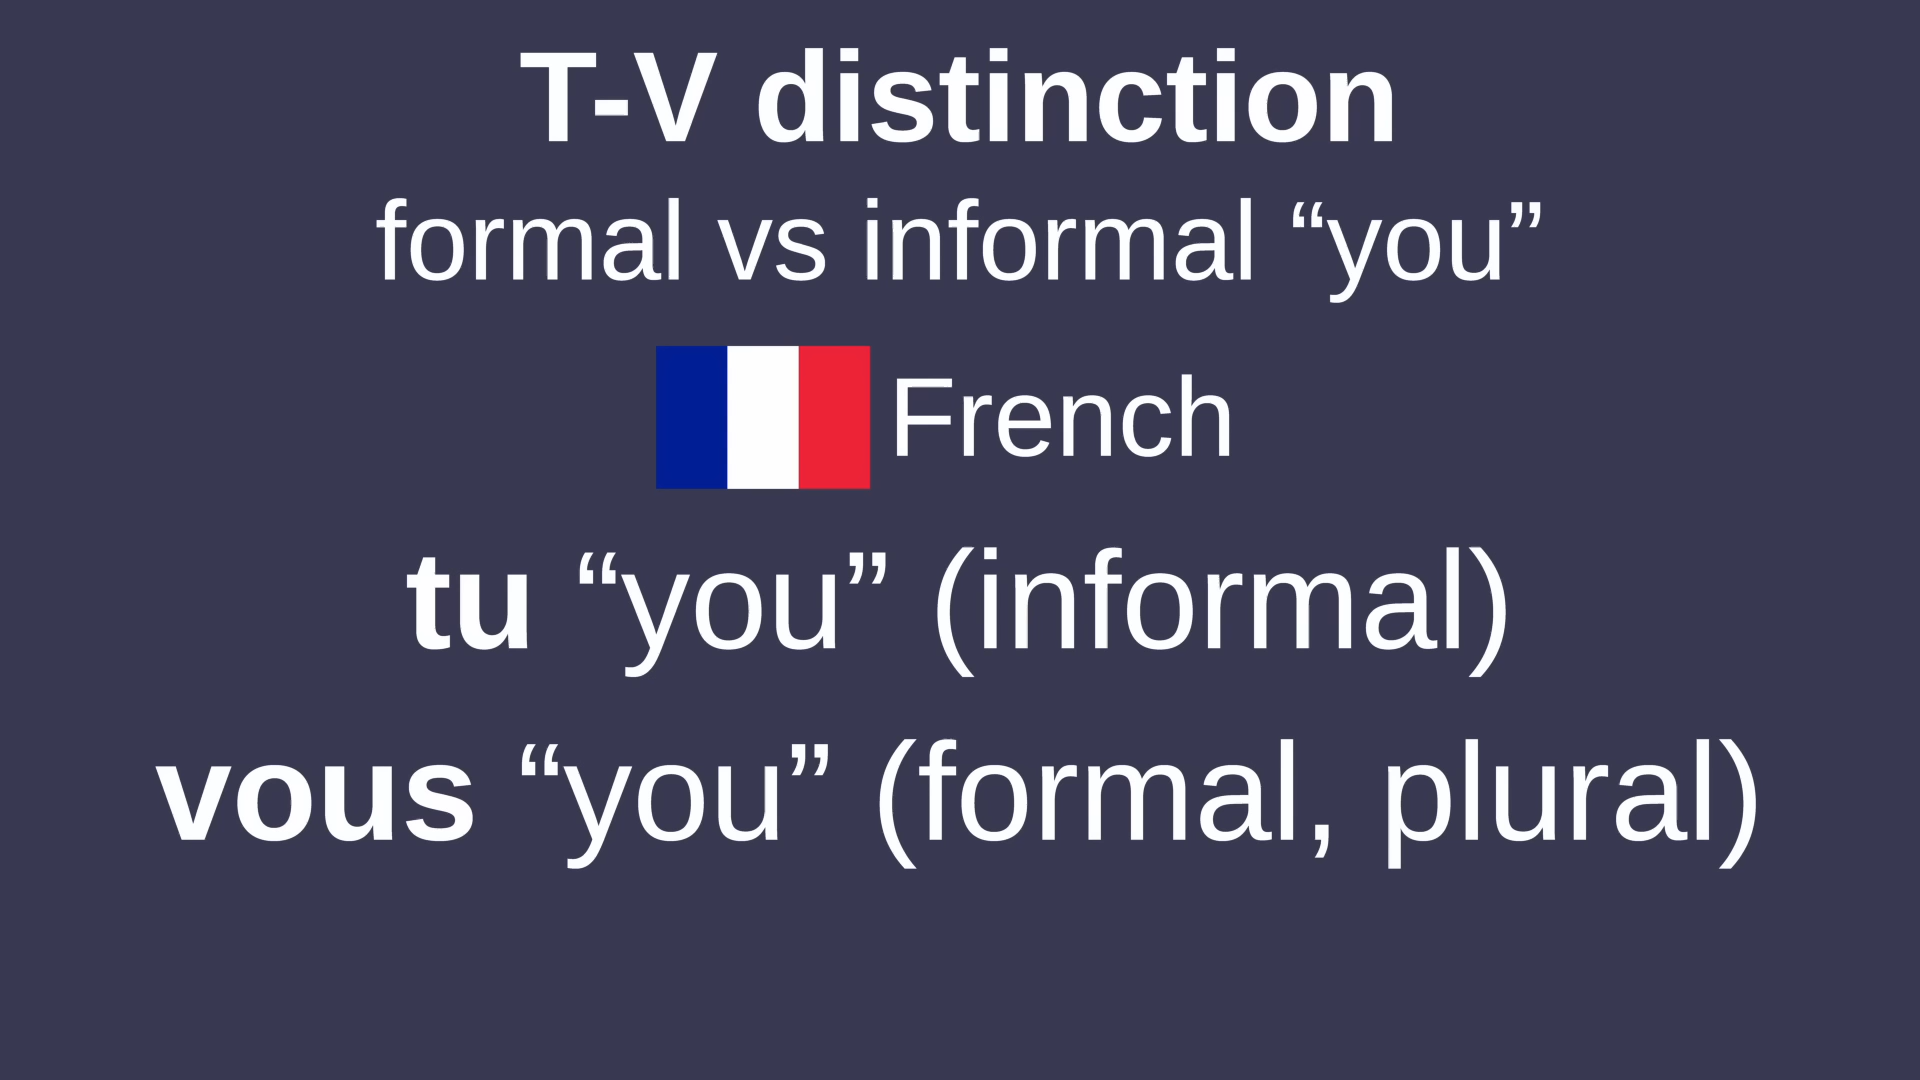 T-V distinction
formal vs informal “you”
French
tu “you” (informal)
vous “you” (formal, plural)